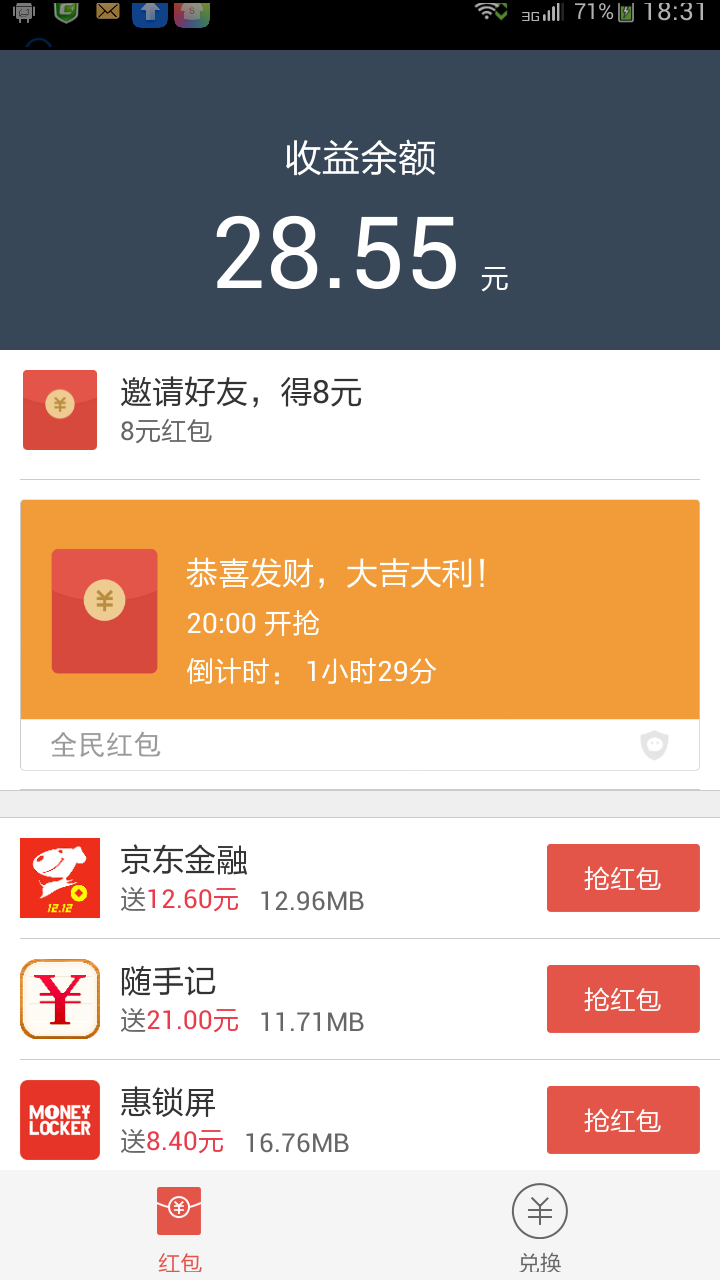 3G 71% 18:31
收益余额
28.55 元
邀请好友，得8元
8元红包
恭喜发财，大吉大利！
20:00 开抢
倒计时： 1小时29分
全民红包
京东金融
送12.60元 12.96MB
抢红包
12.12
随手记
送21.00元 11.71MB
抢红包
惠锁屏
送8.40元 16.76MB
抢红包
MONEY
LOCKER
红包
兑换